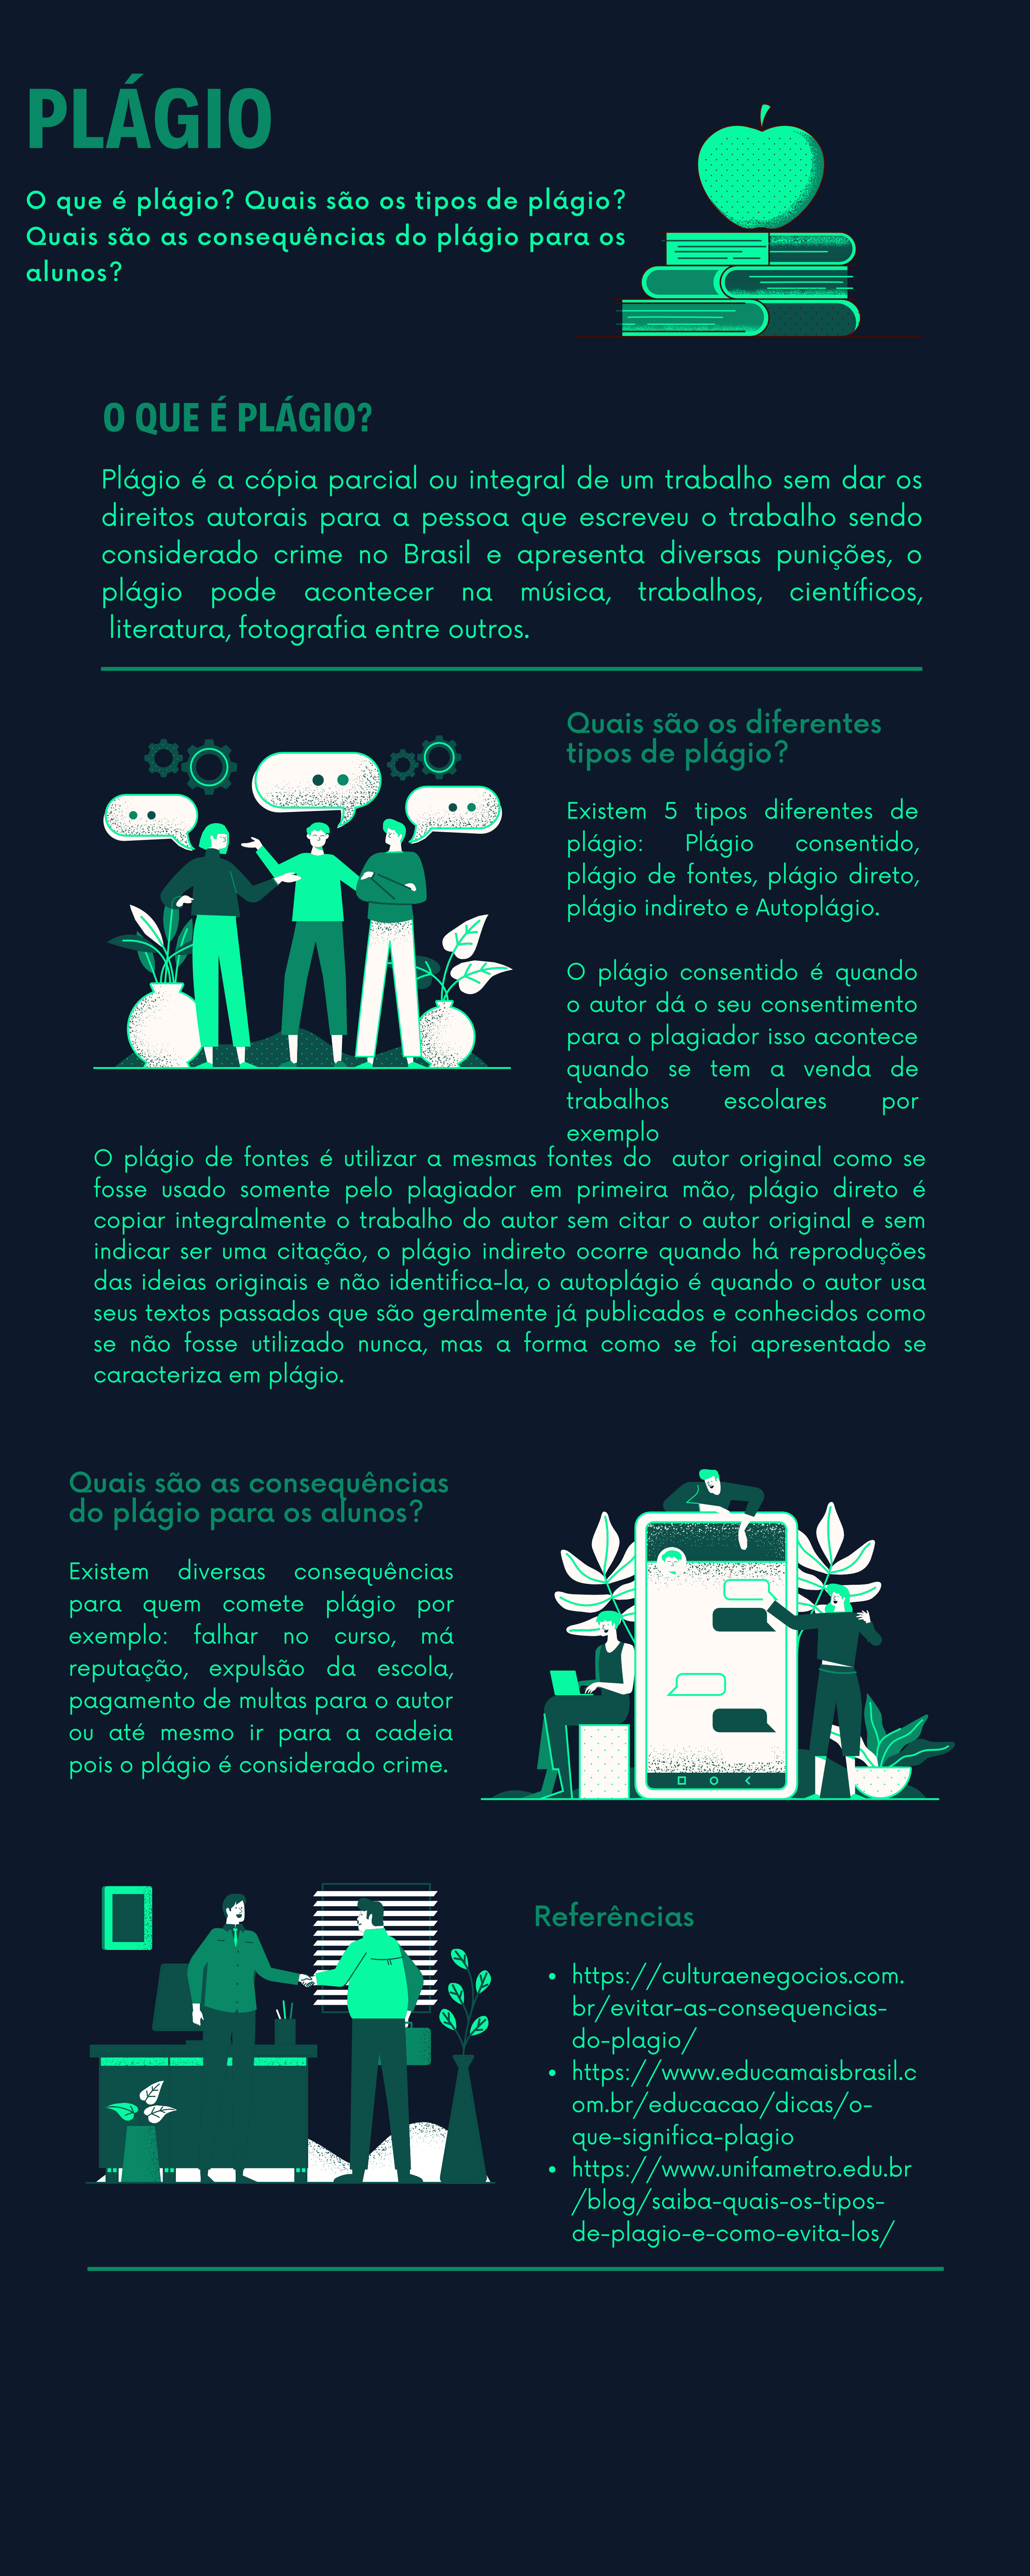 PLÁGIO
O que é plágio? Quais são os tipos de plágio?
Quais são as consequências do plágio para os
alunos?
O QUE É PLÁGIO?
Plágio é a cópia parcial ou integral de um trabalho sem dar os
direitos autorais para a pessoa que escreveu o trabalho sendo
considerado crime no Brasil e apresenta diversas punições, o
plágio pode acontecer na música, trabalhos, científicos,
literatura, fotografia entre outros.
Quais são os diferentes
tipos de plágio?
Existem 5 tipos diferentes de
plágio: Plágio consentido,
plágio de fontes, plágio direto,
plágio indireto e Autoplágio.
O plágio consentido é quando
o autor dá o seu consentimento
para o plagiador isso acontece
quando se tem a venda de
trabalhos escolares por
exemplo
O plágio de fontes é utilizar a mesmas fontes do autor original como se
fosse usado somente pelo plagiador em primeira mão, plágio direto é
copiar integralmente o trabalho do autor sem citar o autor original e sem
indicar ser uma citação, o plágio indireto ocorre quando há reproduções
das ideias originais e não identifica-la, o autoplágio é quando o autor usa
seus textos passados que são geralmente já publicados e conhecidos como
se não fosse utilizado nunca, mas a forma como se foi apresentado se
caracteriza em plágio.
Quais são as consequências
do plágio para os alunos?
Existem diversas consequências
para quem comete plágio por
exemplo: falhar no curso, má
reputação, expulsão da escola,
pagamento de multas para o autor
ou até mesmo ir para a cadeia
pois o plágio é considerado crime.
Referências
• https://culturaenegocios.com.
br/evitar-as-consequencias-
do-plagio/
• https://www.educamaisbrasil.c
om.br/educacao/dicas/o-
que-significa-plagio
• https://www.unifametro.edu.br
/blog/saiba-quais-os-tipos-
de-plagio-e-como-evita-los/